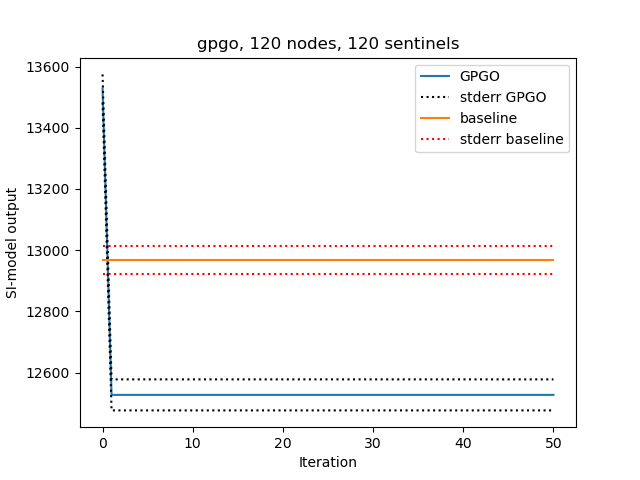 gpgo, 120 nodes, 120 sentinels
13600
13400
13200
13000
12800
12600
SI-model output
GPGO
stderr GPGO
baseline
stderr baseline
0
10
20
30
40
50
Iteration